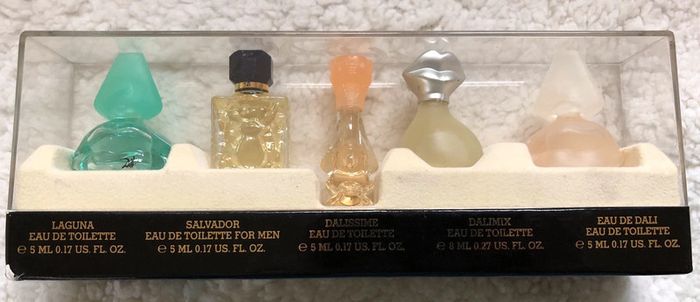 LAGUNA
EAU DE TOILETTE
℮ 5 ML 0.17 US. FL. OZ.
SALVADOR
EAU DE TOILETTE FOR MEN
℮ 5 ML 0.17 US. FL. OZ.
DALISSIME
EAU DE TOILETTE
℮ 5 ML 0.17 US. FL. OZ.
DALIMIX
EAU DE TOILETTE
℮ 8 ML 0.27 US. FL. OZ.
EAU DE DALI
EAU DE TOILETTE
℮ 5 ML 0.17 US. FL. OZ.